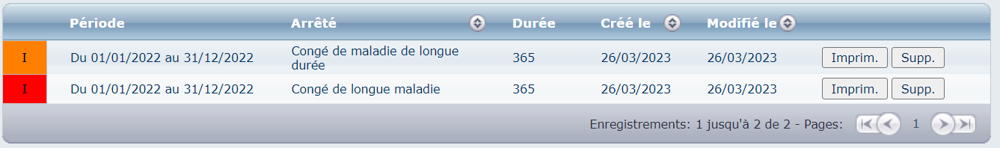 Période Arrêté Durée Créé le Modifié le
I Du 01/01/2022 au 31/12/2022 Congé de maladie de longue durée 365 26/03/2023 26/03/2023 Imprim. Supp.
I Du 01/01/2022 au 31/12/2022 Congé de longue maladie 365 26/03/2023 26/03/2023 Imprim. Supp.
Enregistrements: 1 jusqu'à 2 de 2 - Pages: 1